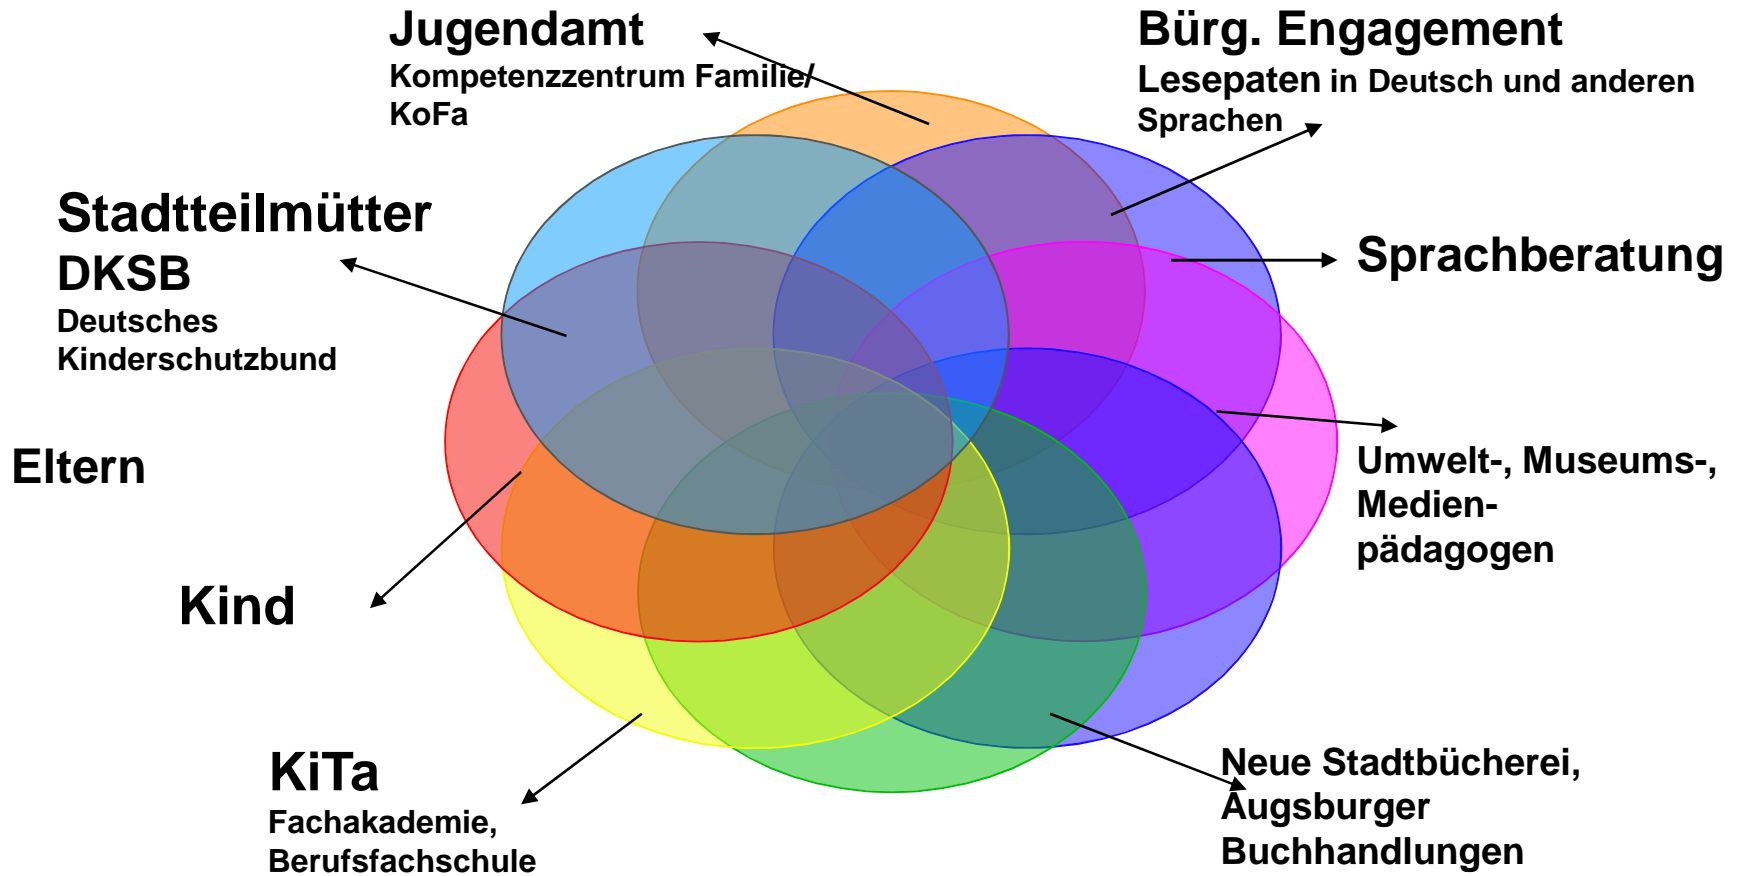 Jugendamt
Kompetenzzentrum Familie/
KoFa
Bürg. Engagement
Lesepaten in Deutsch und anderen
Sprachen
Stadtteilmütter
DKSB
Deutsches
Kinderschutzbund
Sprachberatung
Eltern
Umwelt-, Museums-,
Medien-
pädagogen
Kind
KiTa
Fachakademie,
Berufsfachschule
Neue Stadtbücherei,
Augsburger
Buchhandlungen